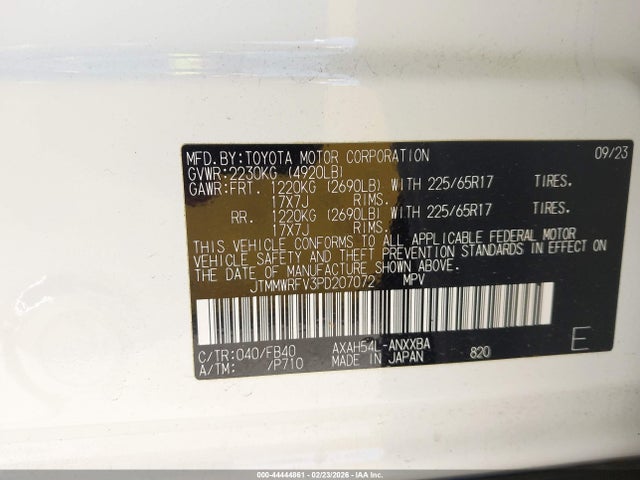 MFD.BY:TOYOTA MOTOR CORPORATION 09/23
GVWR:2230KG (4920LB)
GAWR:FRT. 1220KG (2690LB) WITH 225/65R17 TIRES.
17X7J RIMS.
RR. 1220KG (2690LB) WITH 225/65R17 TIRES.
17X7J RIMS.
THIS VEHICLE CONFORMS TO ALL APPLICABLE FEDERAL MOTOR
VEHICLE SAFETY AND THEFT PREVENTION STANDARDS IN EFFECT ON
THE DATE OF MANUFACTURE SHOWN ABOVE.
JTMMWRFV3PD207072 MPV
C/TR:040/FB40 AXAH54L-ANXXBA 820 E
A/TM: /P710 MADE IN JAPAN
000-44444861 - 02/23/2026 - IAA Inc.